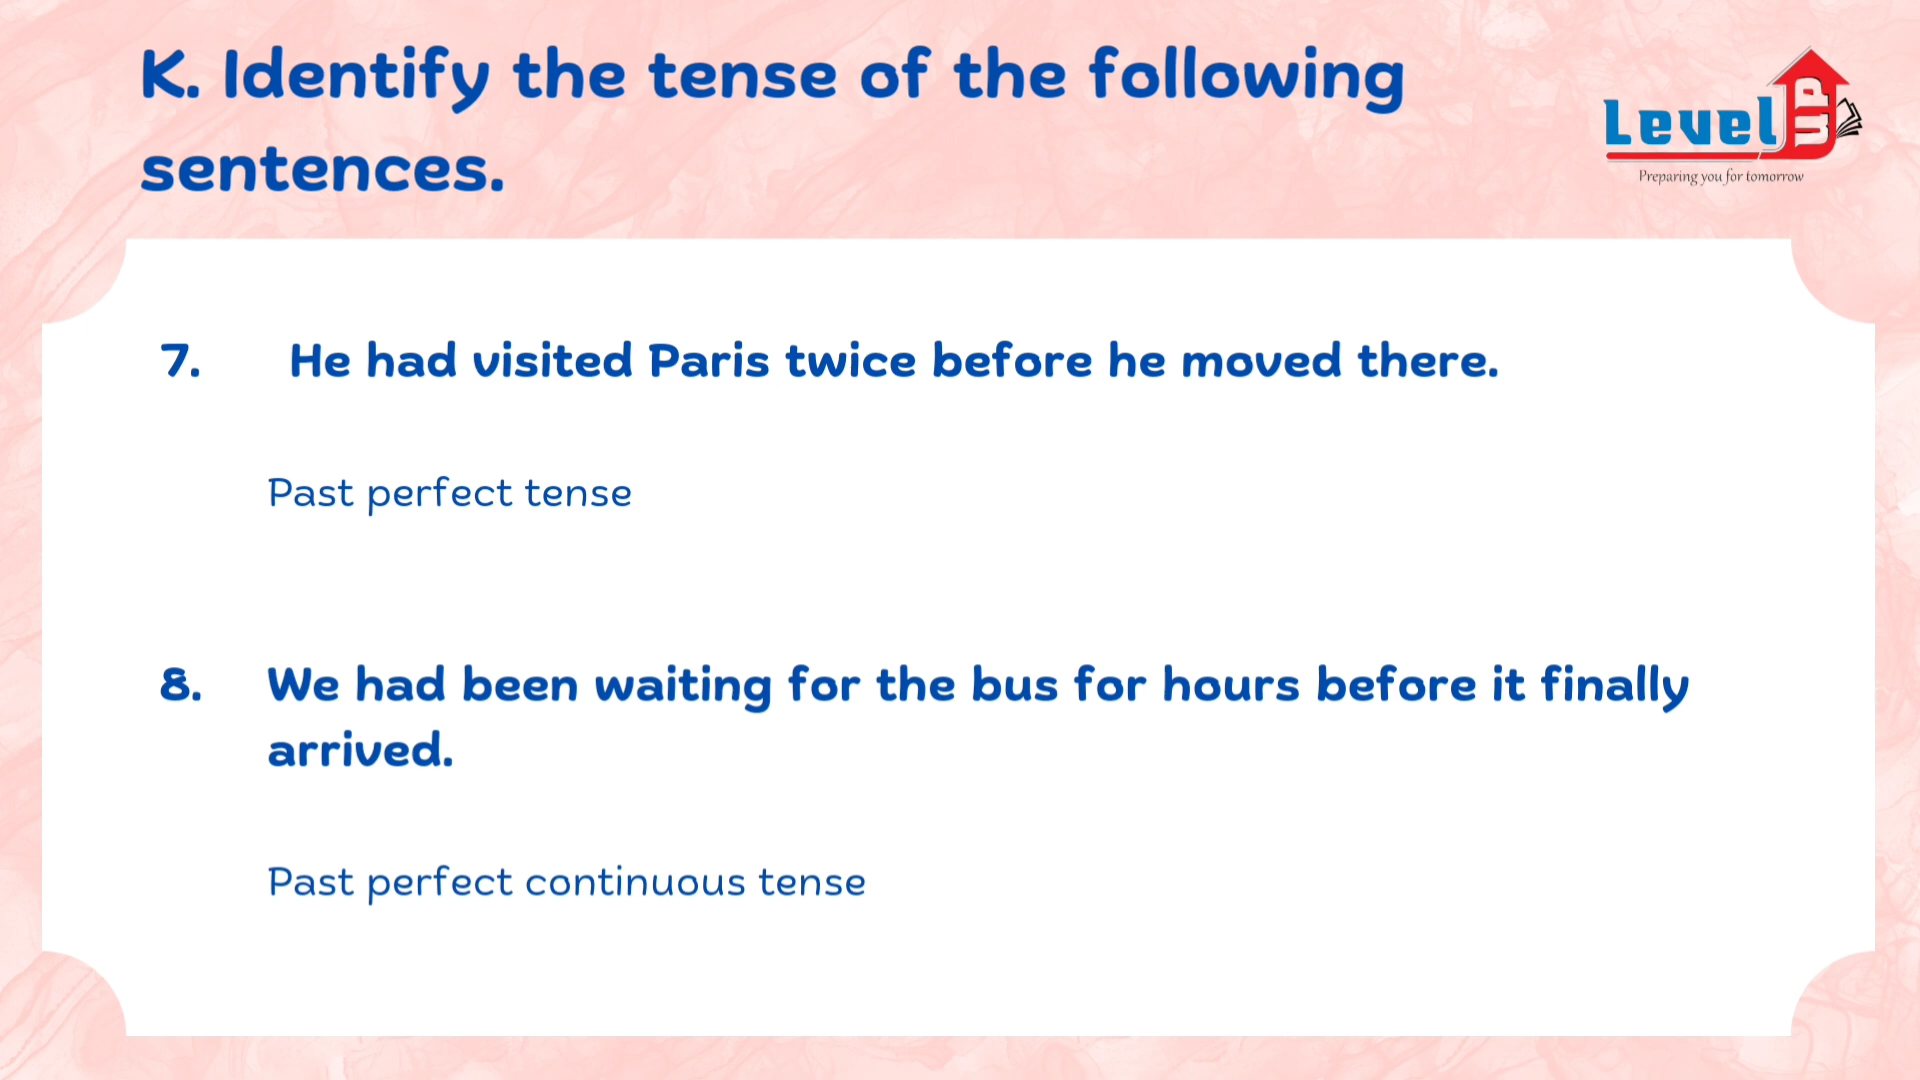 K. Identify the tense of the following
sentences.
Level UP
Preparing you for tomorrow
7. He had visited Paris twice before he moved there.
Past perfect tense
8. We had been waiting for the bus for hours before it finally
arrived.
Past perfect continuous tense